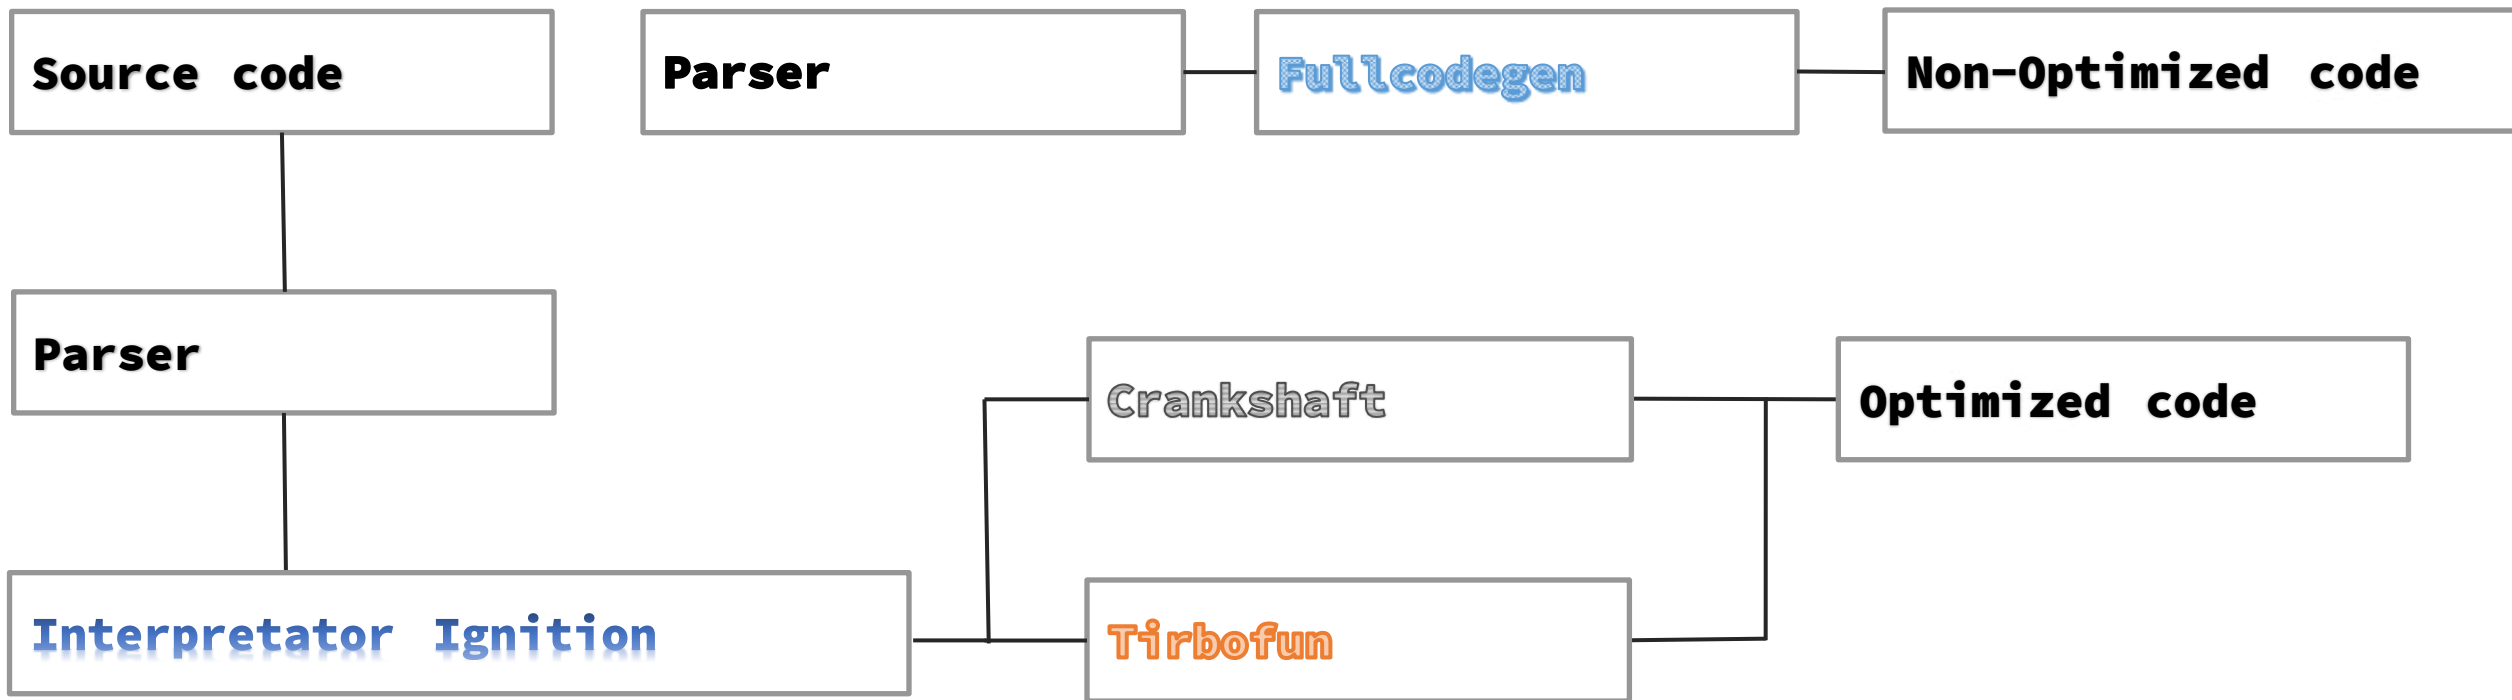 Source code
Parser
Fullcodegen
Non-Optimized code
Parser
Crankshaft
Optimized code
Interpretator Ignition
Tirbofun